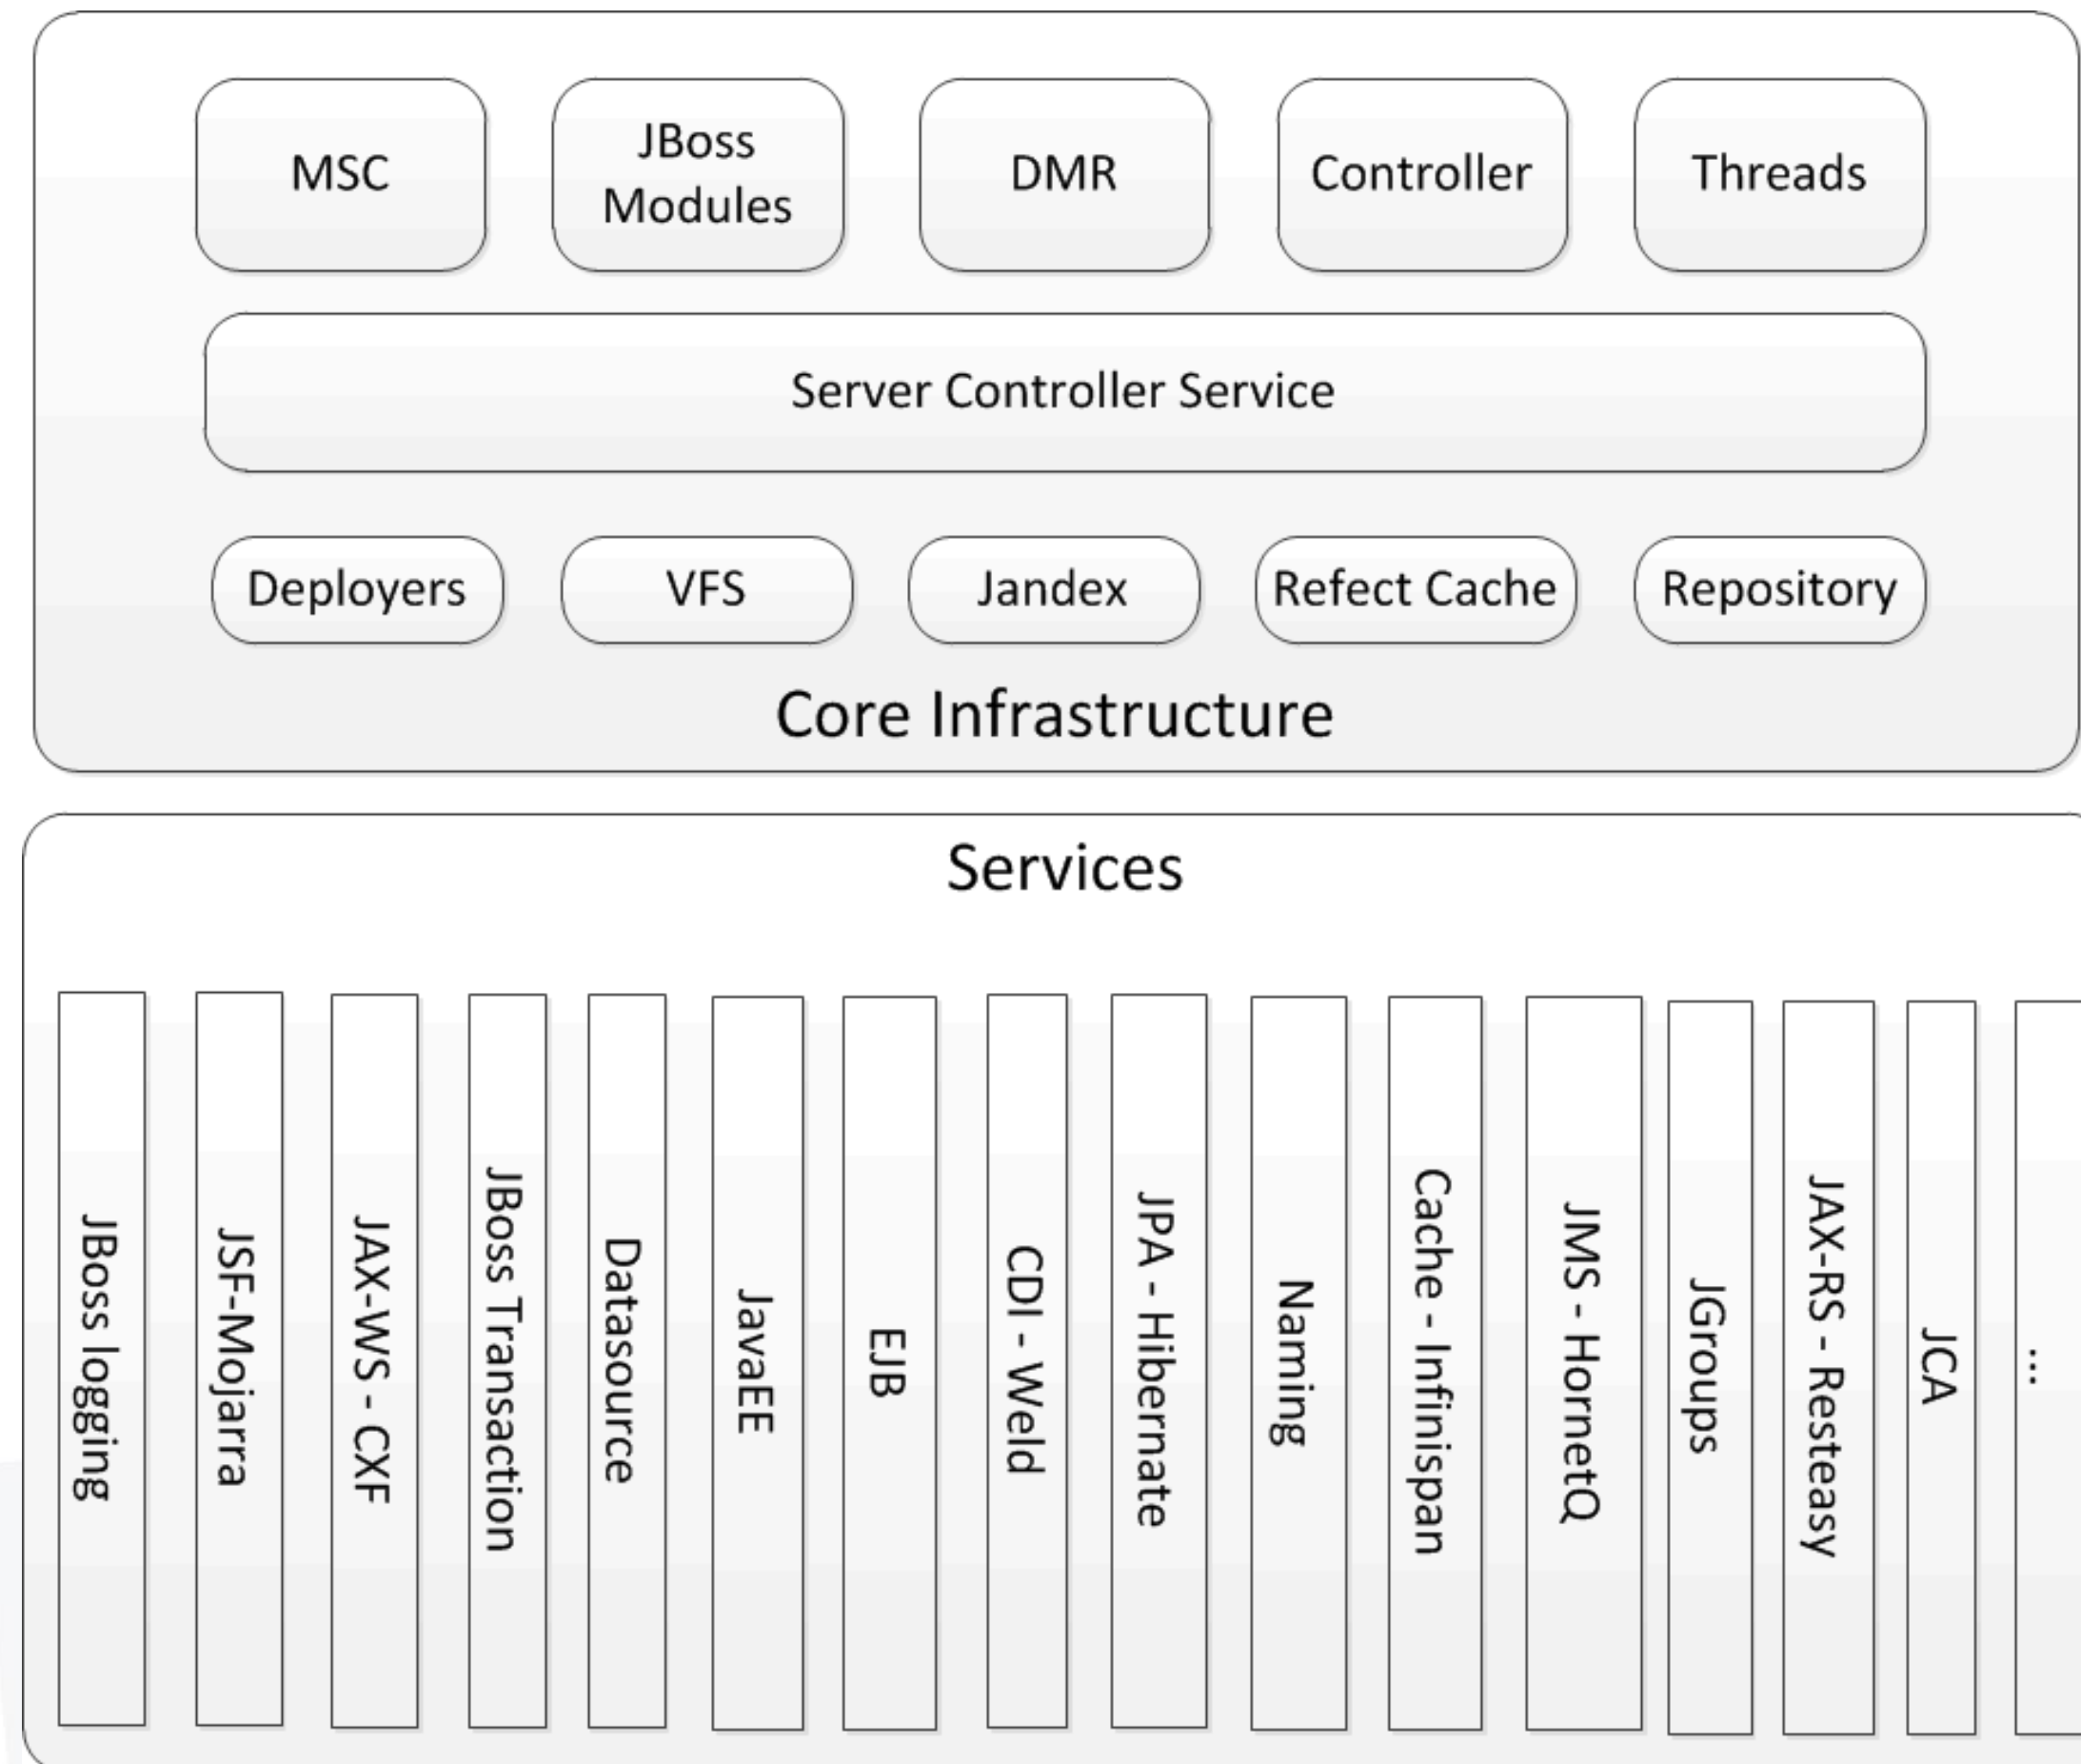 MSC
JBoss
Modules
DMR
Controller
Threads
Server Controller Service
Deployers
VFS
Jandex
Refect Cache
Repository
Core Infrastructure
Services
JBoss logging
JSF-Mojarra
JAX-WS - CXF
JBoss Transaction
Datasource
JavaEE
EJB
CDI - Weld
JPA - Hibernate
Naming
Cache - Infinispan
JMS - HornetQ
JGroups
JAX-RS - Resteasy
JCA
...